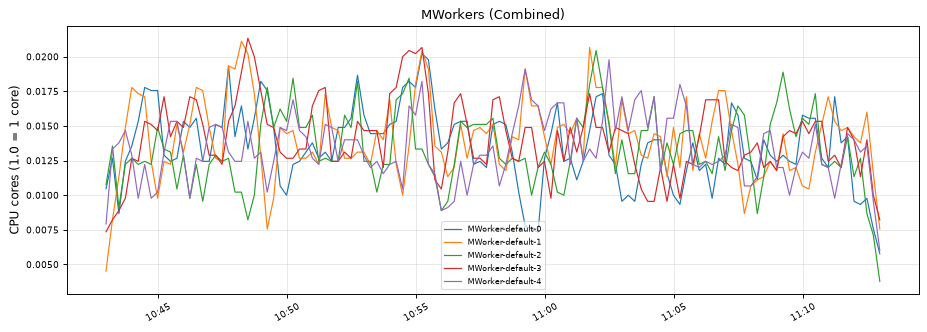 MWorkers (Combined)
CPU cores (1.0 = 1 core)
0.0200
0.0175
0.0150
0.0125
0.0100
0.0075
0.0050
MWorker-default-0
MWorker-default-1
MWorker-default-2
MWorker-default-3
MWorker-default-4
10:45
10:50
10:55
11:00
11:05
11:10